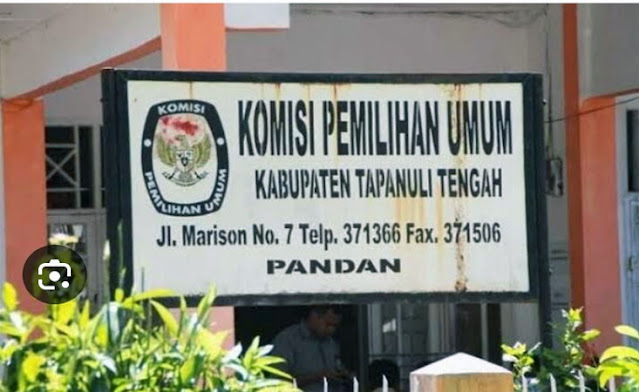 KOMISI
PEMILIHAN UMUM
KOMISI PEMILIHAN UMUM
KABUPATEN TAPANULI TENGAH
Jl. Marison No. 7 Telp. 371366 Fax. 371506
PANDAN